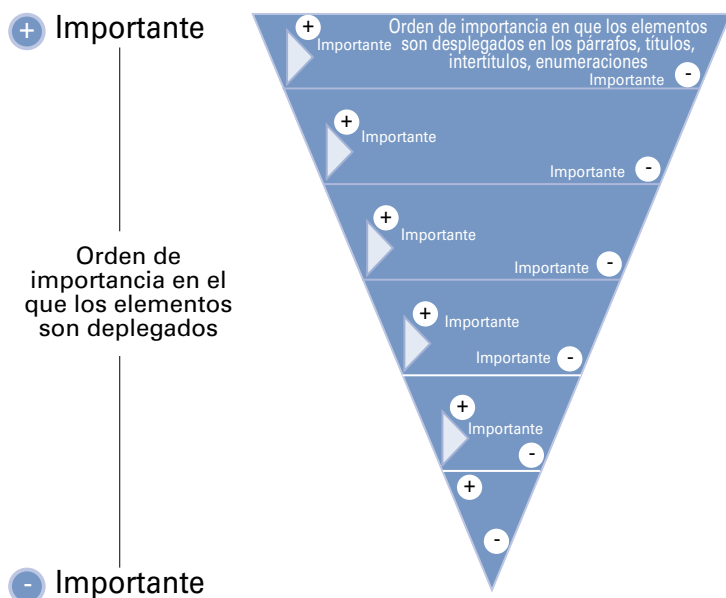 + Importante
Orden de
importancia en el
que los elementos
son deplegados
- Importante
+
Importante
Orden de importancia en que los elementos
son desplegados en los párrafos, títulos,
intertítulos, enumeraciones
Importante -
+
Importante
Importante -
+
Importante
Importante -
+
Importante
Importante -
+
Importante
-
+
-